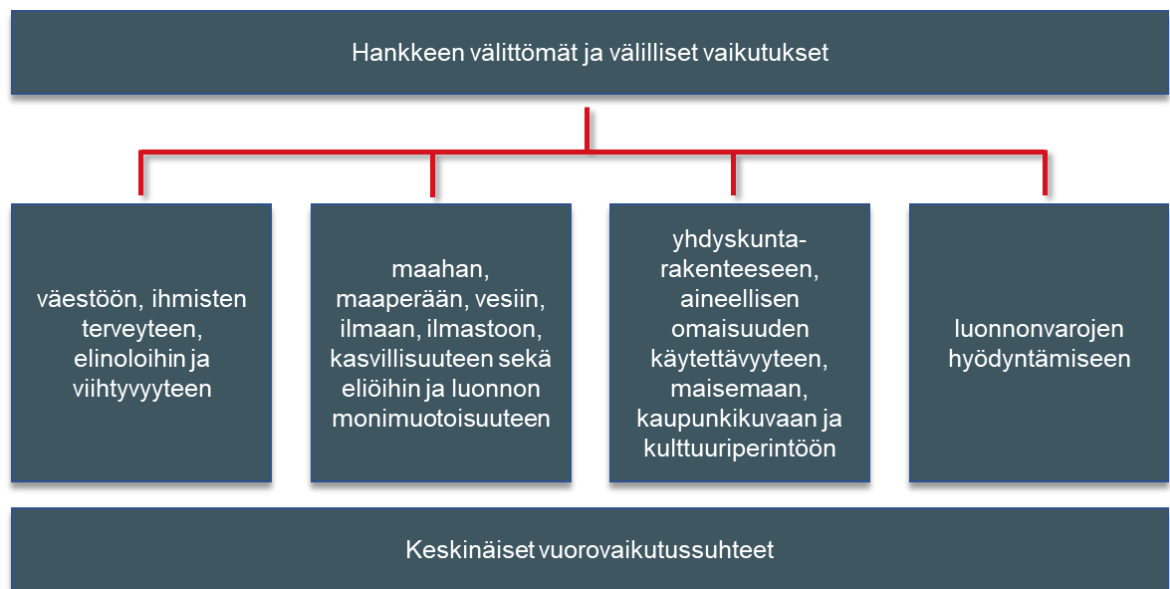 Hankkeen välittömät ja välilliset vaikutukset
väestöön, ihmisten
terveyteen,
elinoloihin ja
viihtyvyyteen
maahan,
maaperään, vesiin,
ilmaan, ilmastoon,
kasvillisuuteen sekä
eliöihin ja luonnon
monimuotoisuuteen
yhdyskunta-
rakenteeseen,
aineellisen
omaisuuden
käytettävyyteen,
maisemaan,
kaupunkikuvaan ja
kulttuuriperintöön
luonnonvarojen
hyödyntämiseen
Keskinäiset vuorovaikutussuhteet